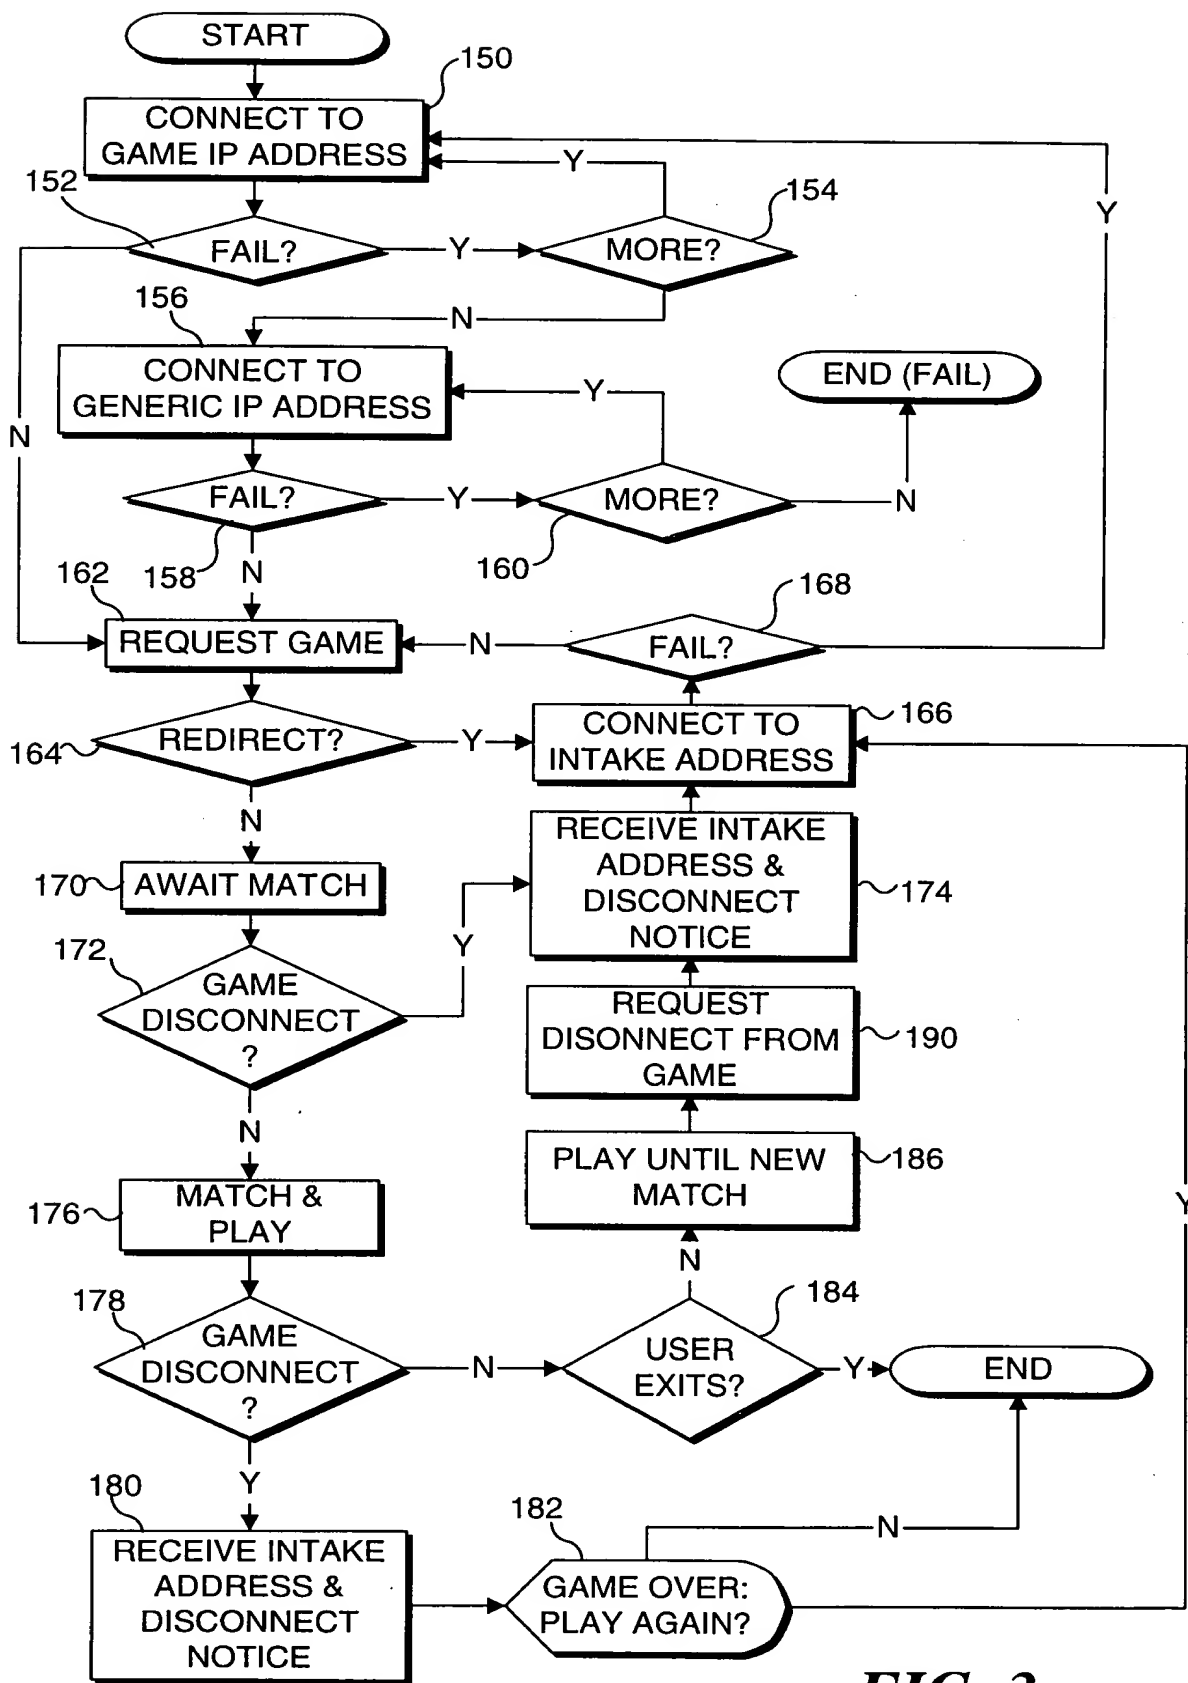 START
150
CONNECT TO
GAME IP ADDRESS
Y
152
154
Y
FAIL?
Y
MORE?
156
N
CONNECT TO
GENERIC IP ADDRESS
Y
END (FAIL)
N
FAIL?
Y
MORE?
N
158
160
N
162
168
REQUEST GAME
N
FAIL?
166
CONNECT TO
INTAKE ADDRESS
164
REDIRECT?
Y
N
RECEIVE INTAKE
ADDRESS &
DISCONNECT
NOTICE
174
170
AWAIT MATCH
Y
172
GAME
DISCONNECT
?
REQUEST
DISONNECT FROM
GAME
190
N
PLAY UNTIL NEW
MATCH
186
176
MATCH &
PLAY
Y
N
178
184
GAME
DISCONNECT
?
N
USER
EXITS?
Y
END
Y
180
182
N
RECEIVE INTAKE
ADDRESS &
DISCONNECT
NOTICE
GAME OVER:
PLAY AGAIN?